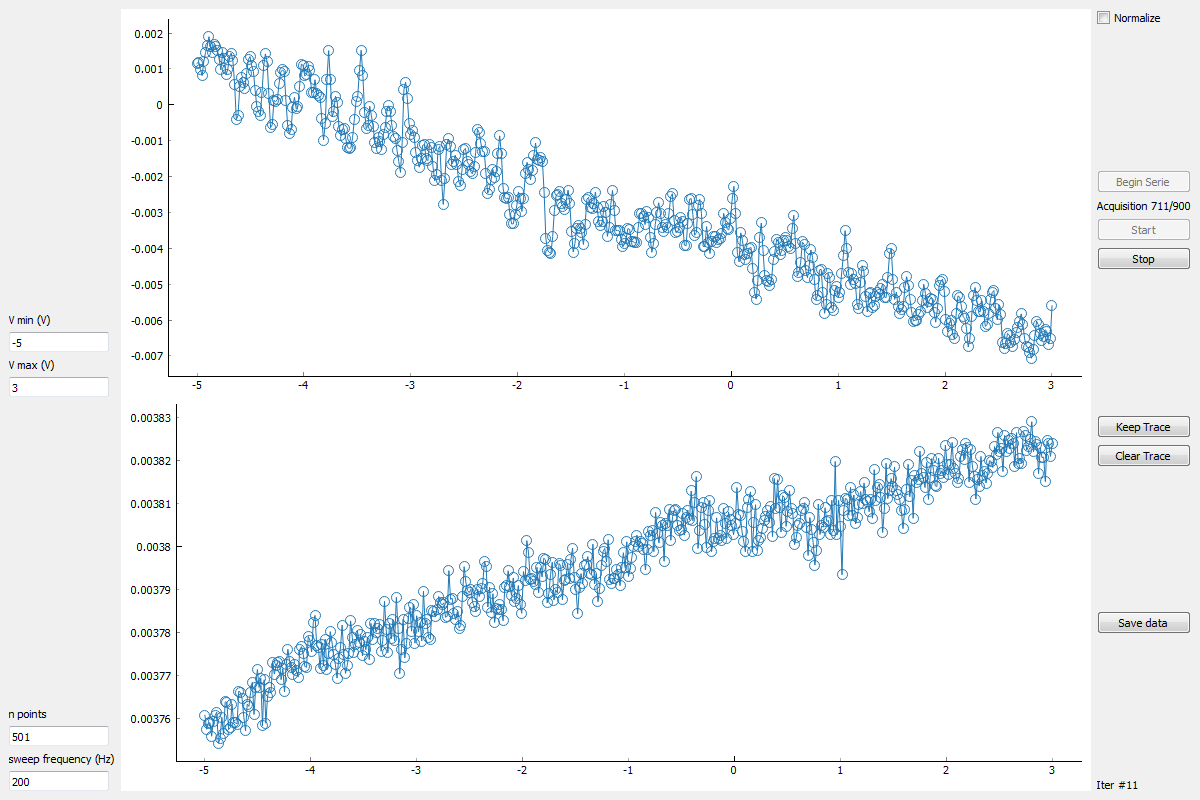 Normalize
0.002
0.001
0
-0.001
-0.002
-0.003
-0.004
-0.005
-0.006
-0.007
-5 -4 -3 -2 -1 0 1 2 3
Begin Serie
Acquisition 711/900
Start
Stop
V min (V)
-5
V max (V)
3
0.00383
0.00382
0.00381
0.0038
0.00379
0.00378
0.00377
0.00376
-5 -4 -3 -2 -1 0 1 2 3
Keep Trace
Clear Trace
Save data
n points
501
sweep frequency (Hz)
200
Iter #11